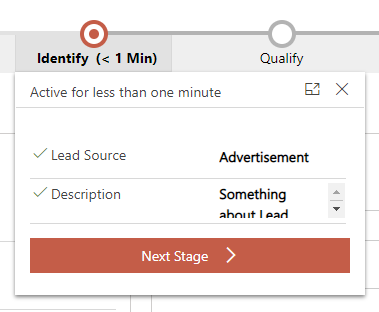 Identify (< 1 Min)
Qualify
Active for less than one minute
Lead Source
Advertisement
Description
Something
about Lead
Next Stage